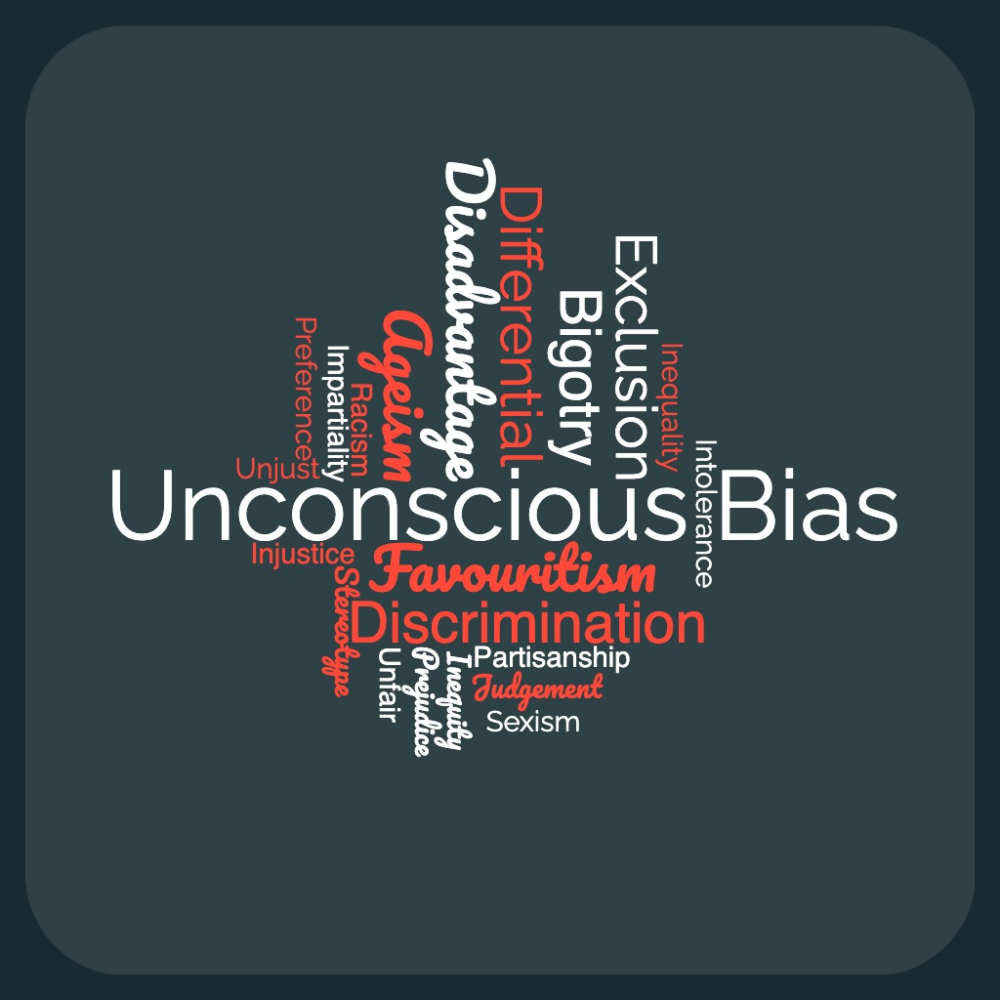 Disadvantage
Differential
Exclusion
Bigotry
Ageism
Preferences
Inequality
Impartiality
Racism
Intolerance
Unjust
Unconscious Bias
Injustice
Favouritism
Stereotype
Discrimination
Partisanship
Unfair
Prejudice
Inequity
Judgement
Sexism